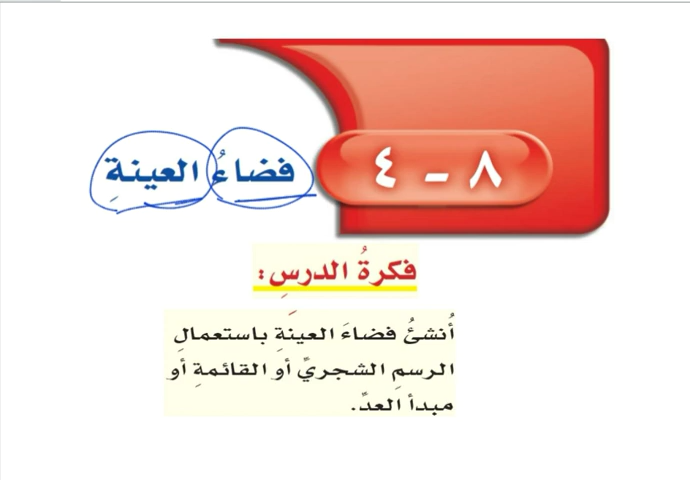 ٨ - ٤
فضاءُ العينةِ
فكرةُ الدرسِ:
أُنشئُ فضاءَ العينةِ باستعمالِ
الرسمِ الشجريِّ أو القائمةِ أو
مبدأ العدِّ.